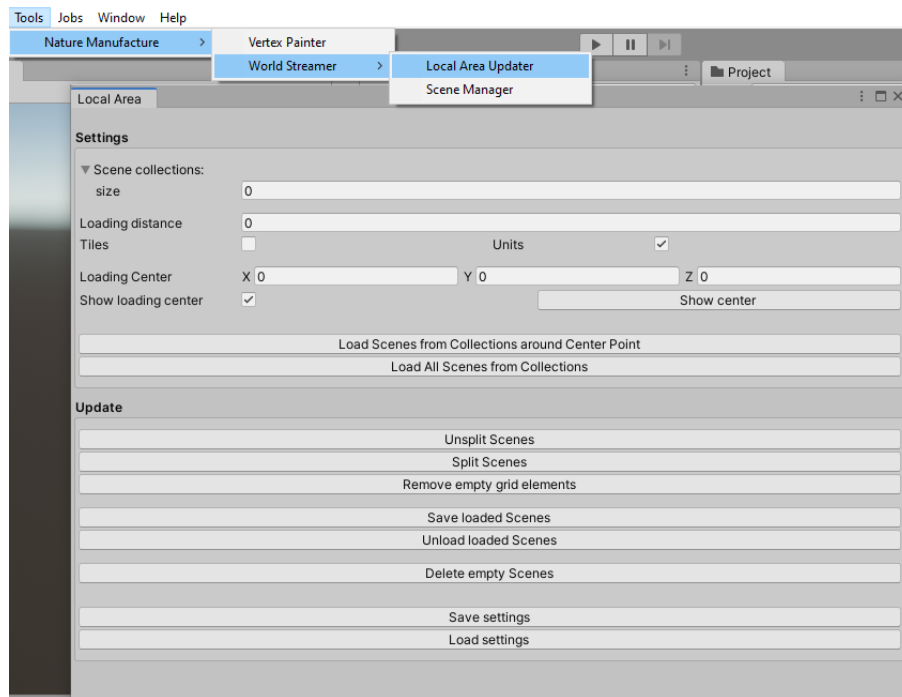 Tools Jobs Window Help
Nature Manufacture > Vertex Painter
World Streamer > Local Area Updater
Scene Manager
Project
Local Area
Settings
Scene collections:
size 0
Loading distance 0
Tiles Units
Loading Center X 0 Y 0 Z 0
Show loading center Show center
Load Scenes from Collections around Center Point
Load All Scenes from Collections
Update
Unsplit Scenes
Split Scenes
Remove empty grid elements
Save loaded Scenes
Unload loaded Scenes
Delete empty Scenes
Save settings
Load settings